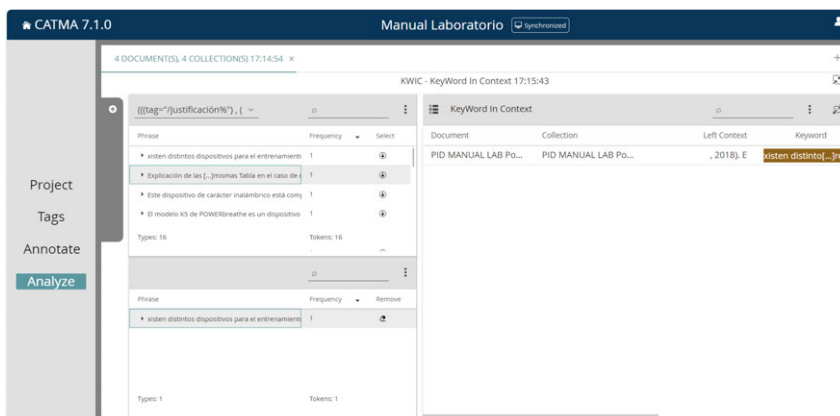 CATMA 7.1.0
Manual Laboratorio
Synchronized
4 DOCUMENT(S), 4 COLLECTION(S) 17:14:54 ×
KWIC - KeyWord In Context 17:15:43
Project
Tags
Annotate
Analyze
(((tag="/Justificación%") , (
Phrase Frequency Select
xisten distintos dispositivos para el entrenamiento 1
Explicación de las [...]mismas Tabla en el caso de 1
Este dispositivo de carácter inalámbrico está 1
El modelo K5 de POWERbreathe es un dispositivo 1
Types: 16 Tokens: 16
Phrase Frequency Remove
xisten distintos dispositivos para el entrenamiento 1
Types: 1 Tokens: 1
KeyWord In Context
Document Collection Left Context Keyword
PID MANUAL LAB Po... PID MANUAL LAB Po... , 2018). E xisten distinto[...]re